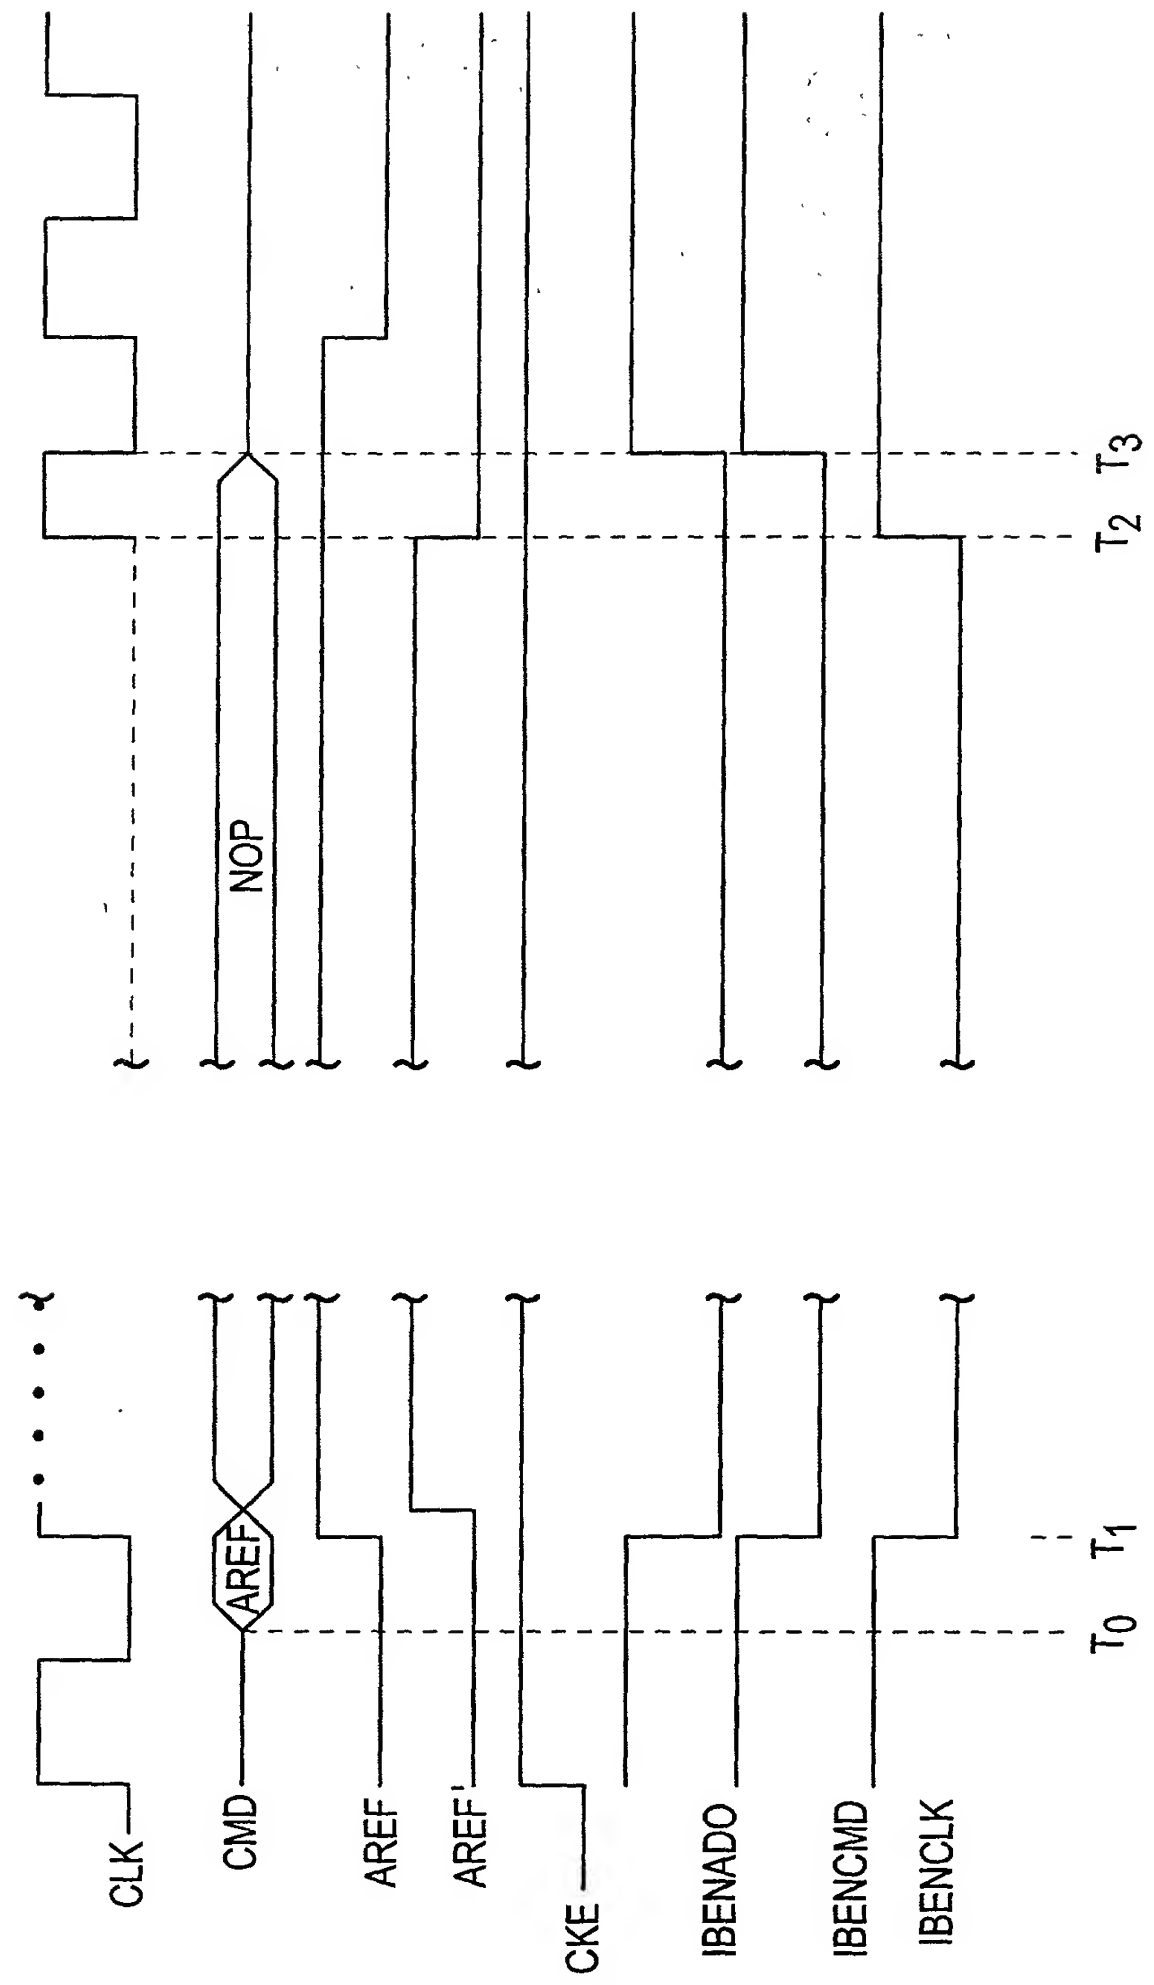 CLK
CMD
AREF
NOP
AREF
AREF'
CKE
IBENADO
IBENCMD
IBENCLK
T0
T1
T2
T3